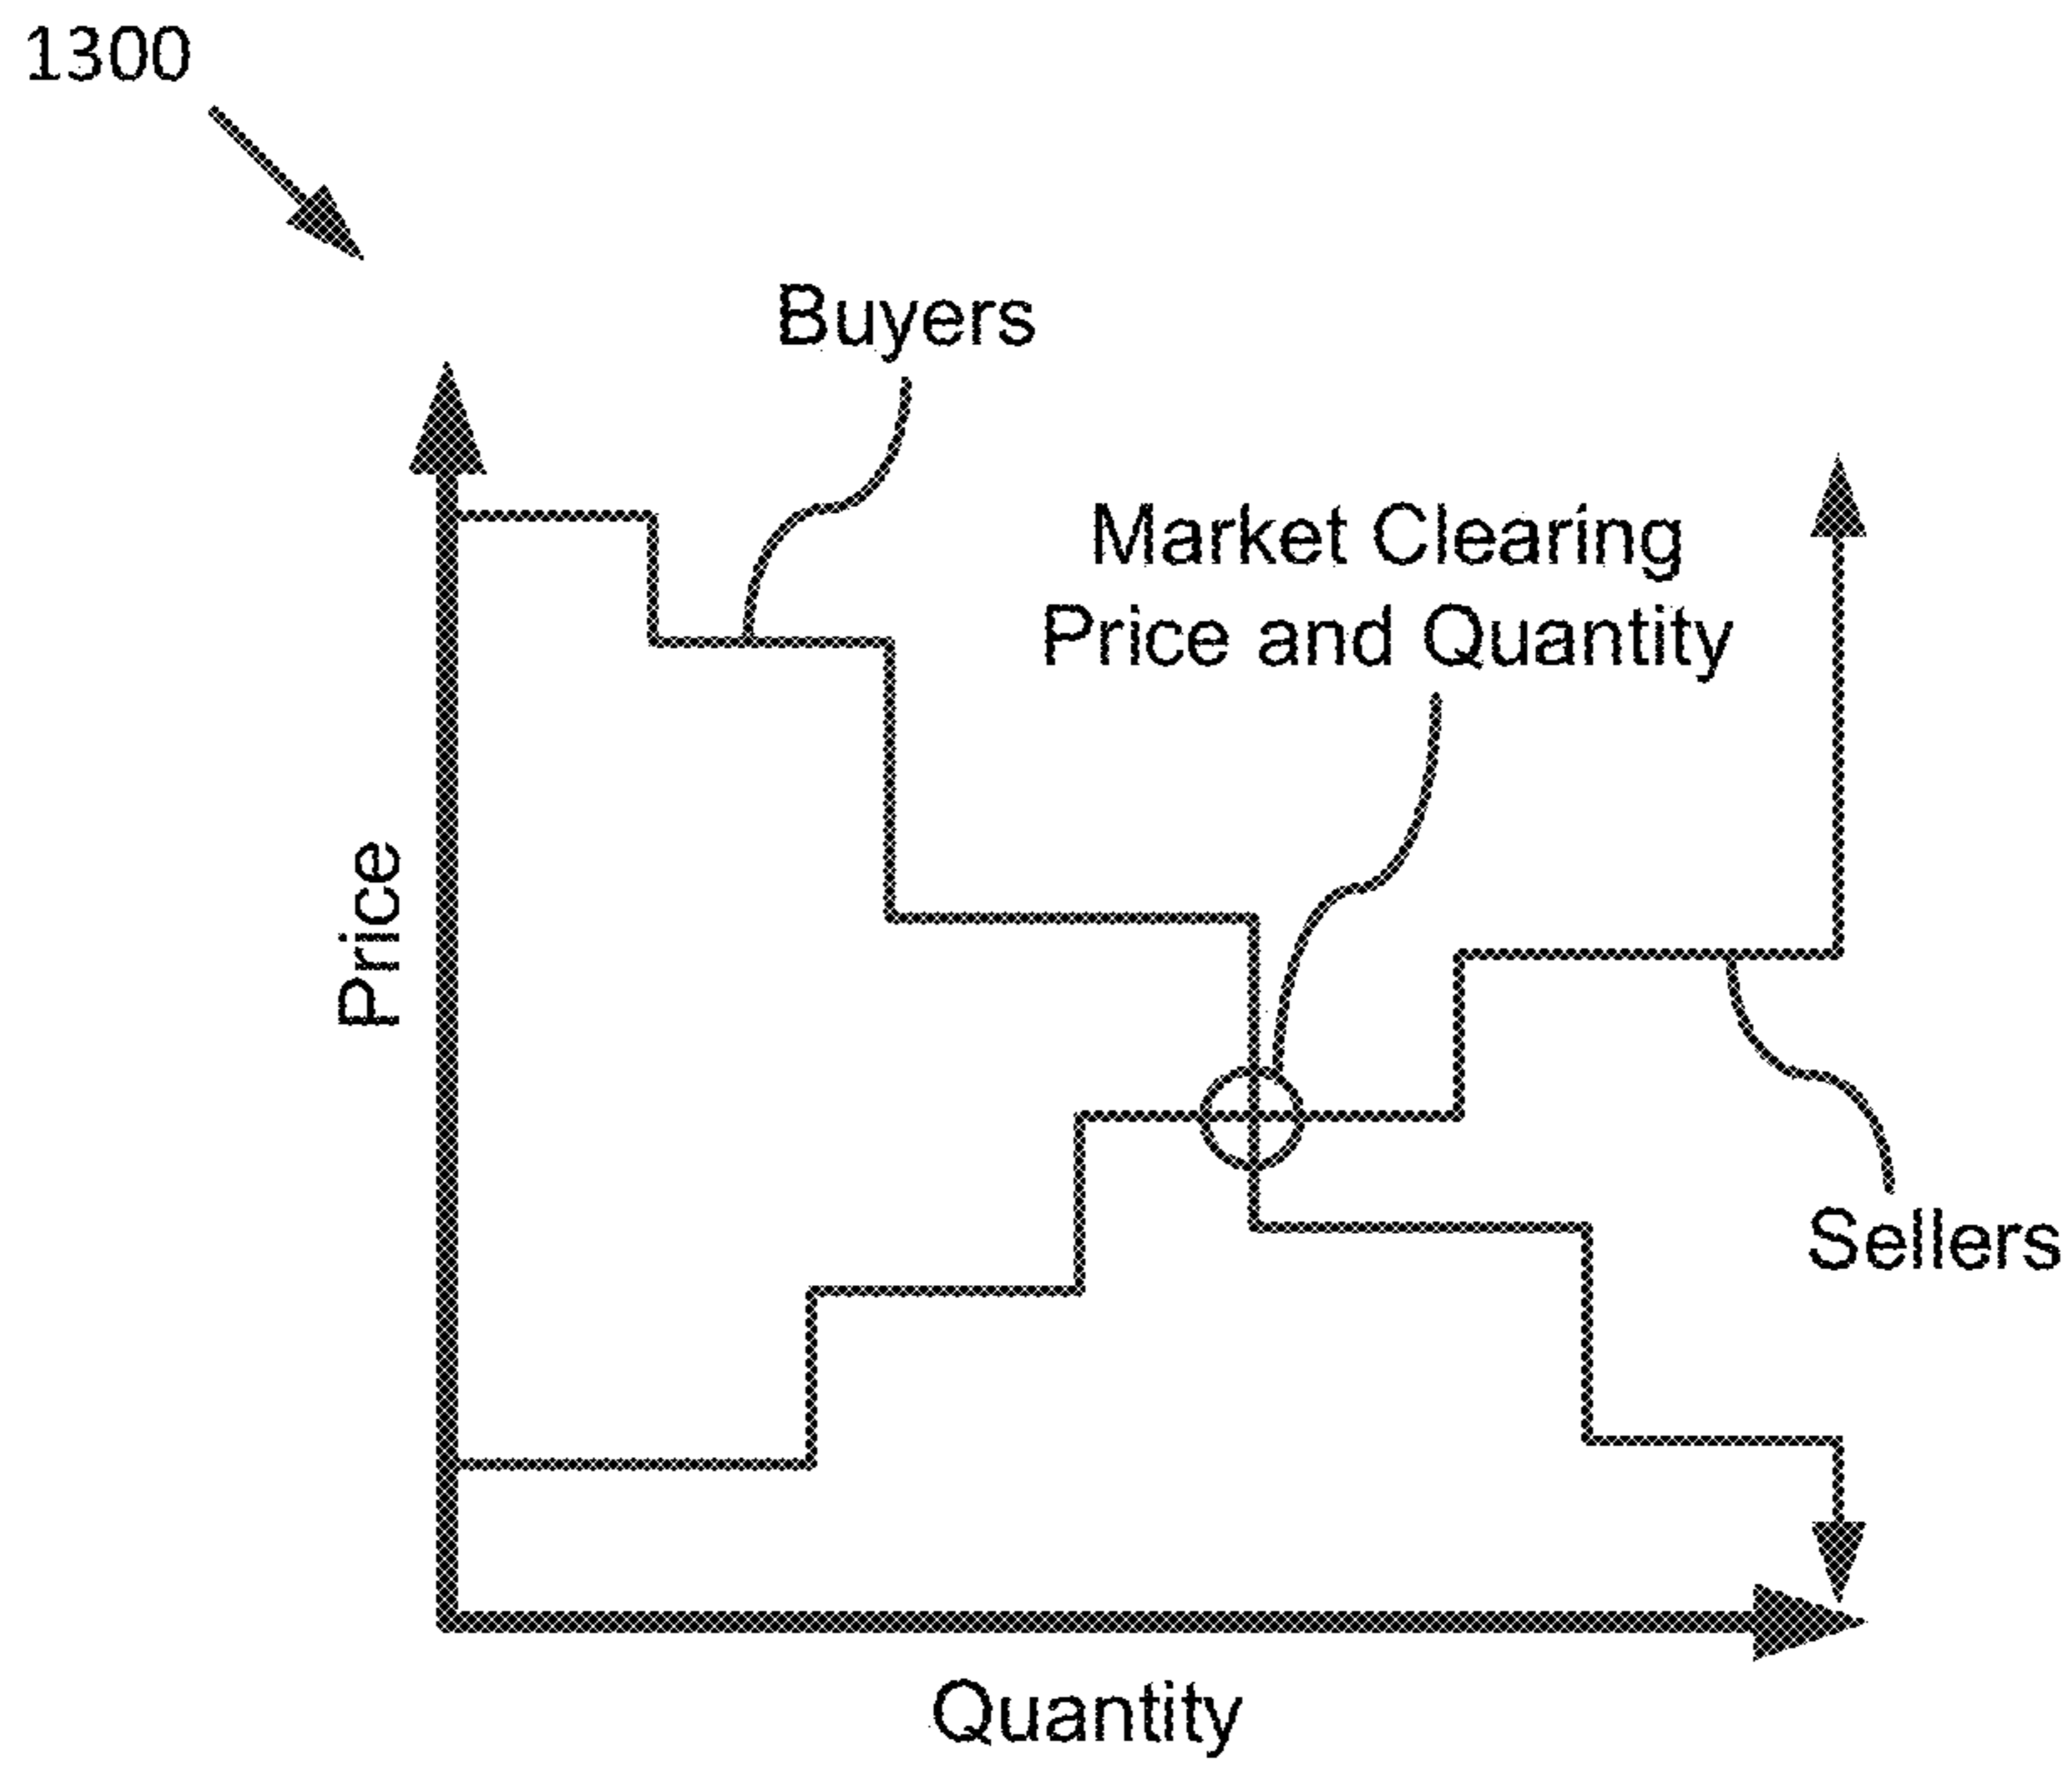 1300
Buyers
Market Clearing
Price and Quantity
Price
Sellers
Quantity